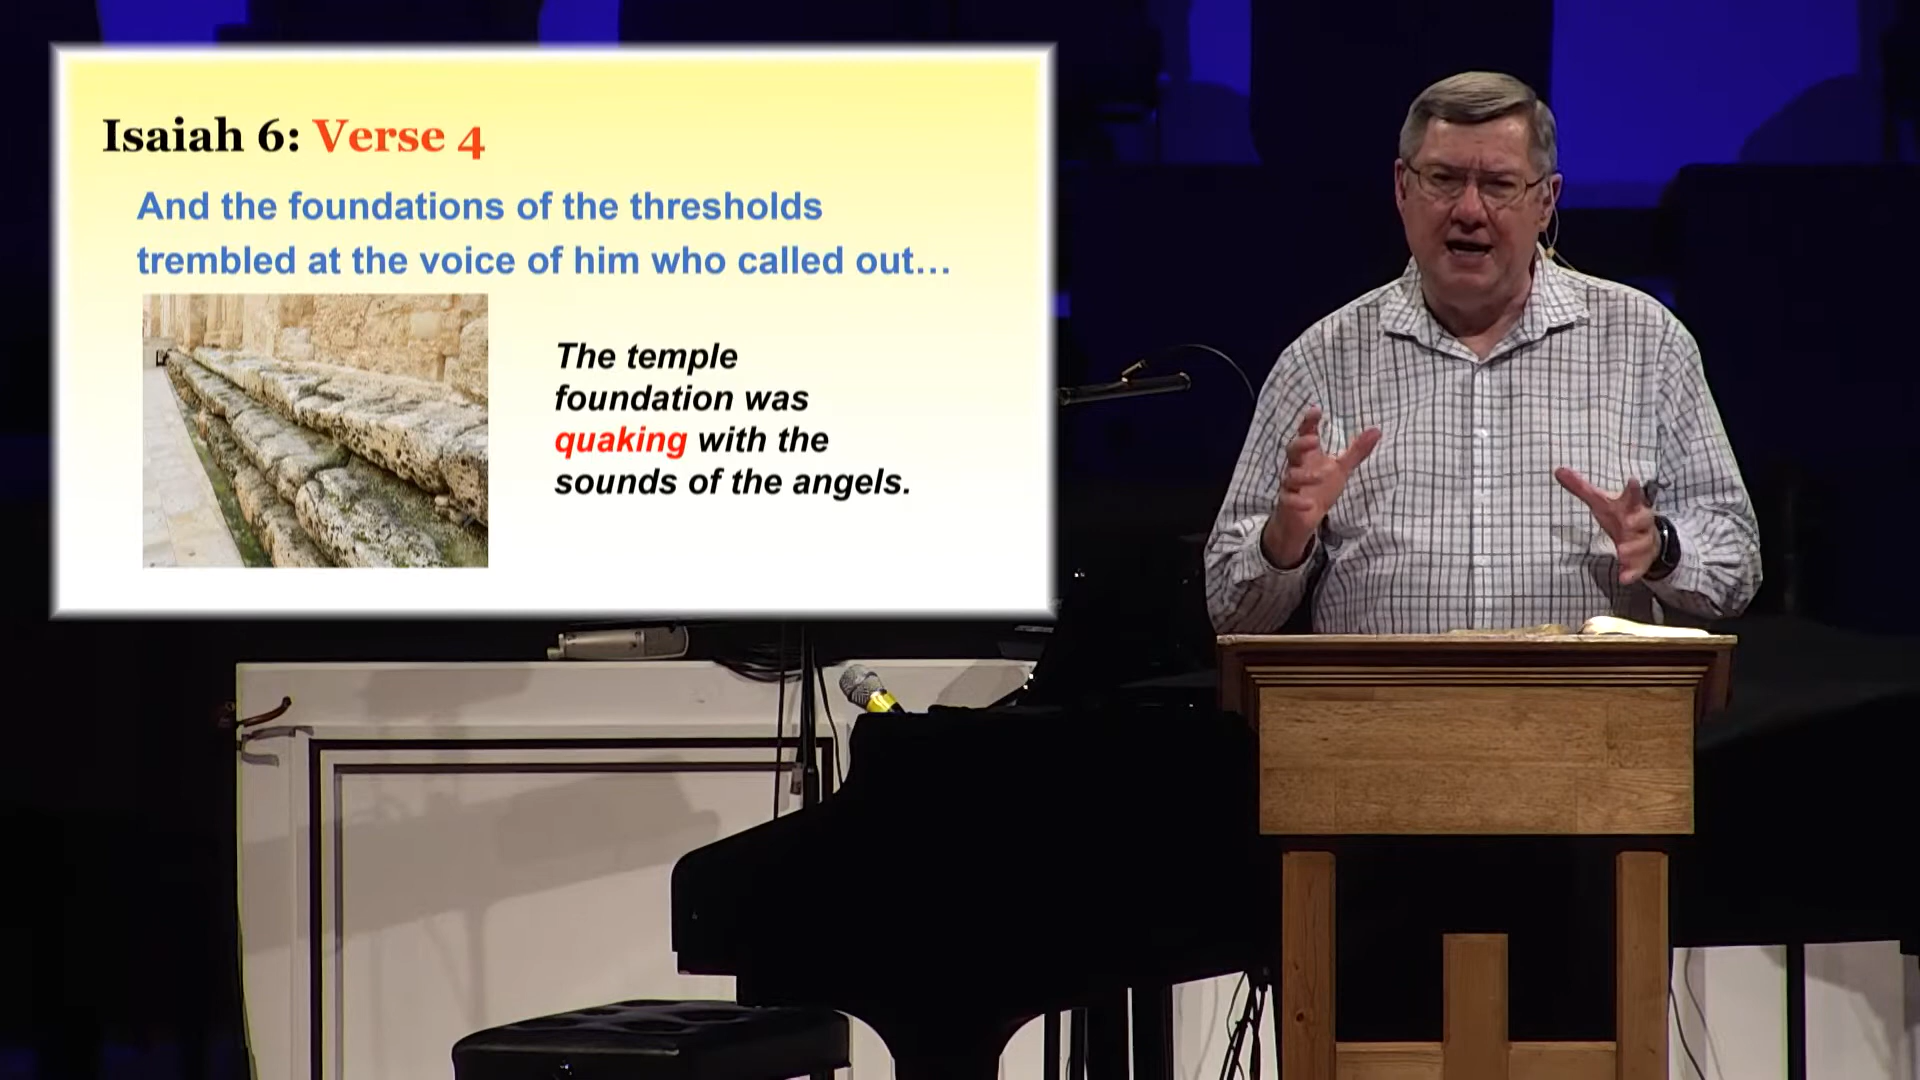 Isaiah 6: Verse 4
And the foundations of the thresholds
trembled at the voice of him who called out…
The temple
foundation was
quaking with the
sounds of the angels.